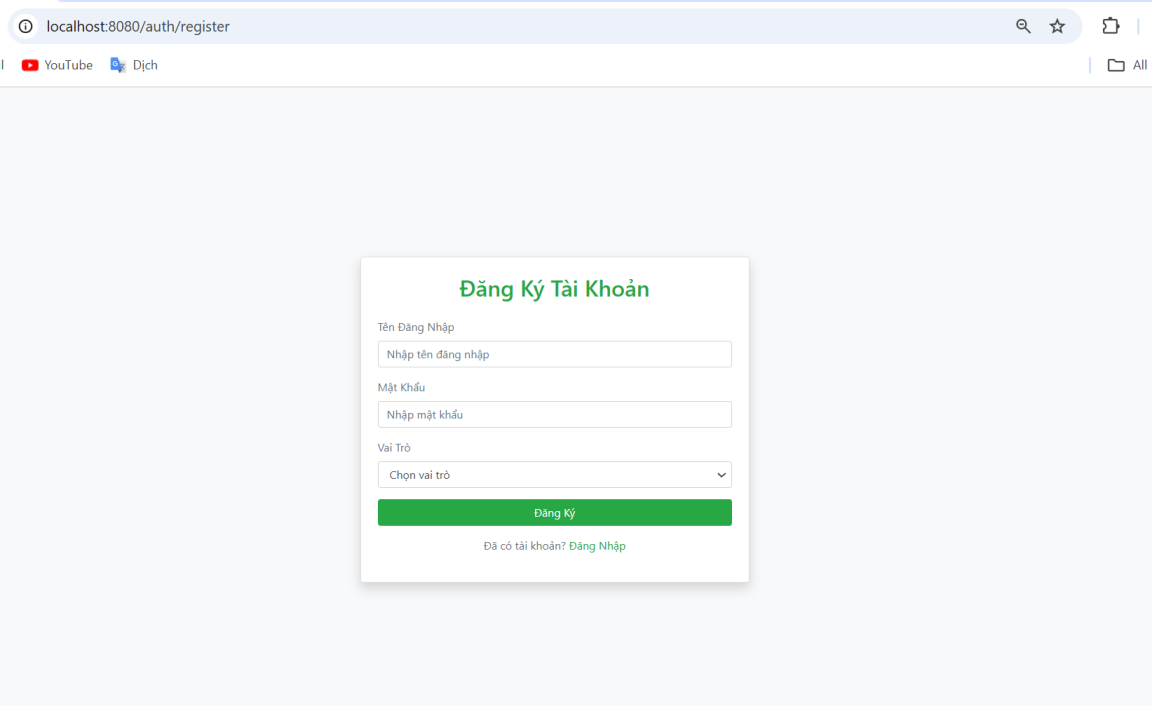 localhost:8080/auth/register
YouTube
Dịch
All
Đăng Ký Tài Khoản
Tên Đăng Nhập
Nhập tên đăng nhập
Mật Khẩu
Nhập mật khẩu
Vai Trò
Chọn vai trò
Đăng Ký
Đã có tài khoản? Đăng Nhập